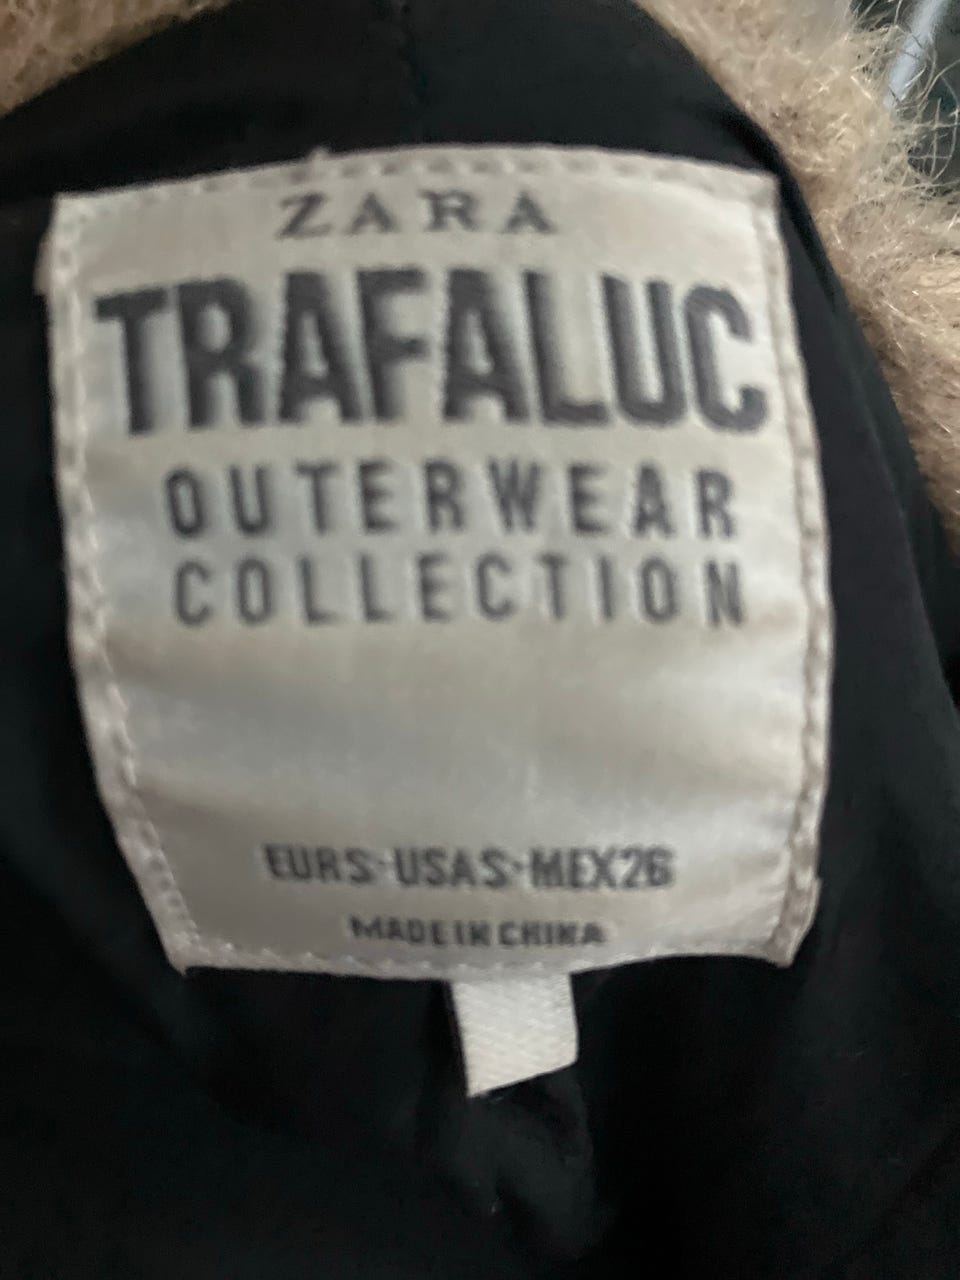 ZARA
TRAFALUC
OUTERWEAR
COLLECTION
EURS-USAS-MEX26
MADE IN CHINA